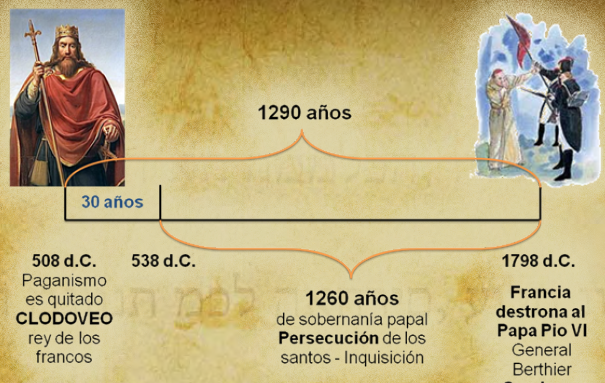 1290 años
30 años
508 d.C.
Paganismo
es quitado
CLODOVEO
rey de los
francos
538 d.C.
1260 años
de sobernanía papal
Persecución de los
santos - Inquisición
1798 d.C.
Francia
destrona al
Papa Pio VI
General
Berthier